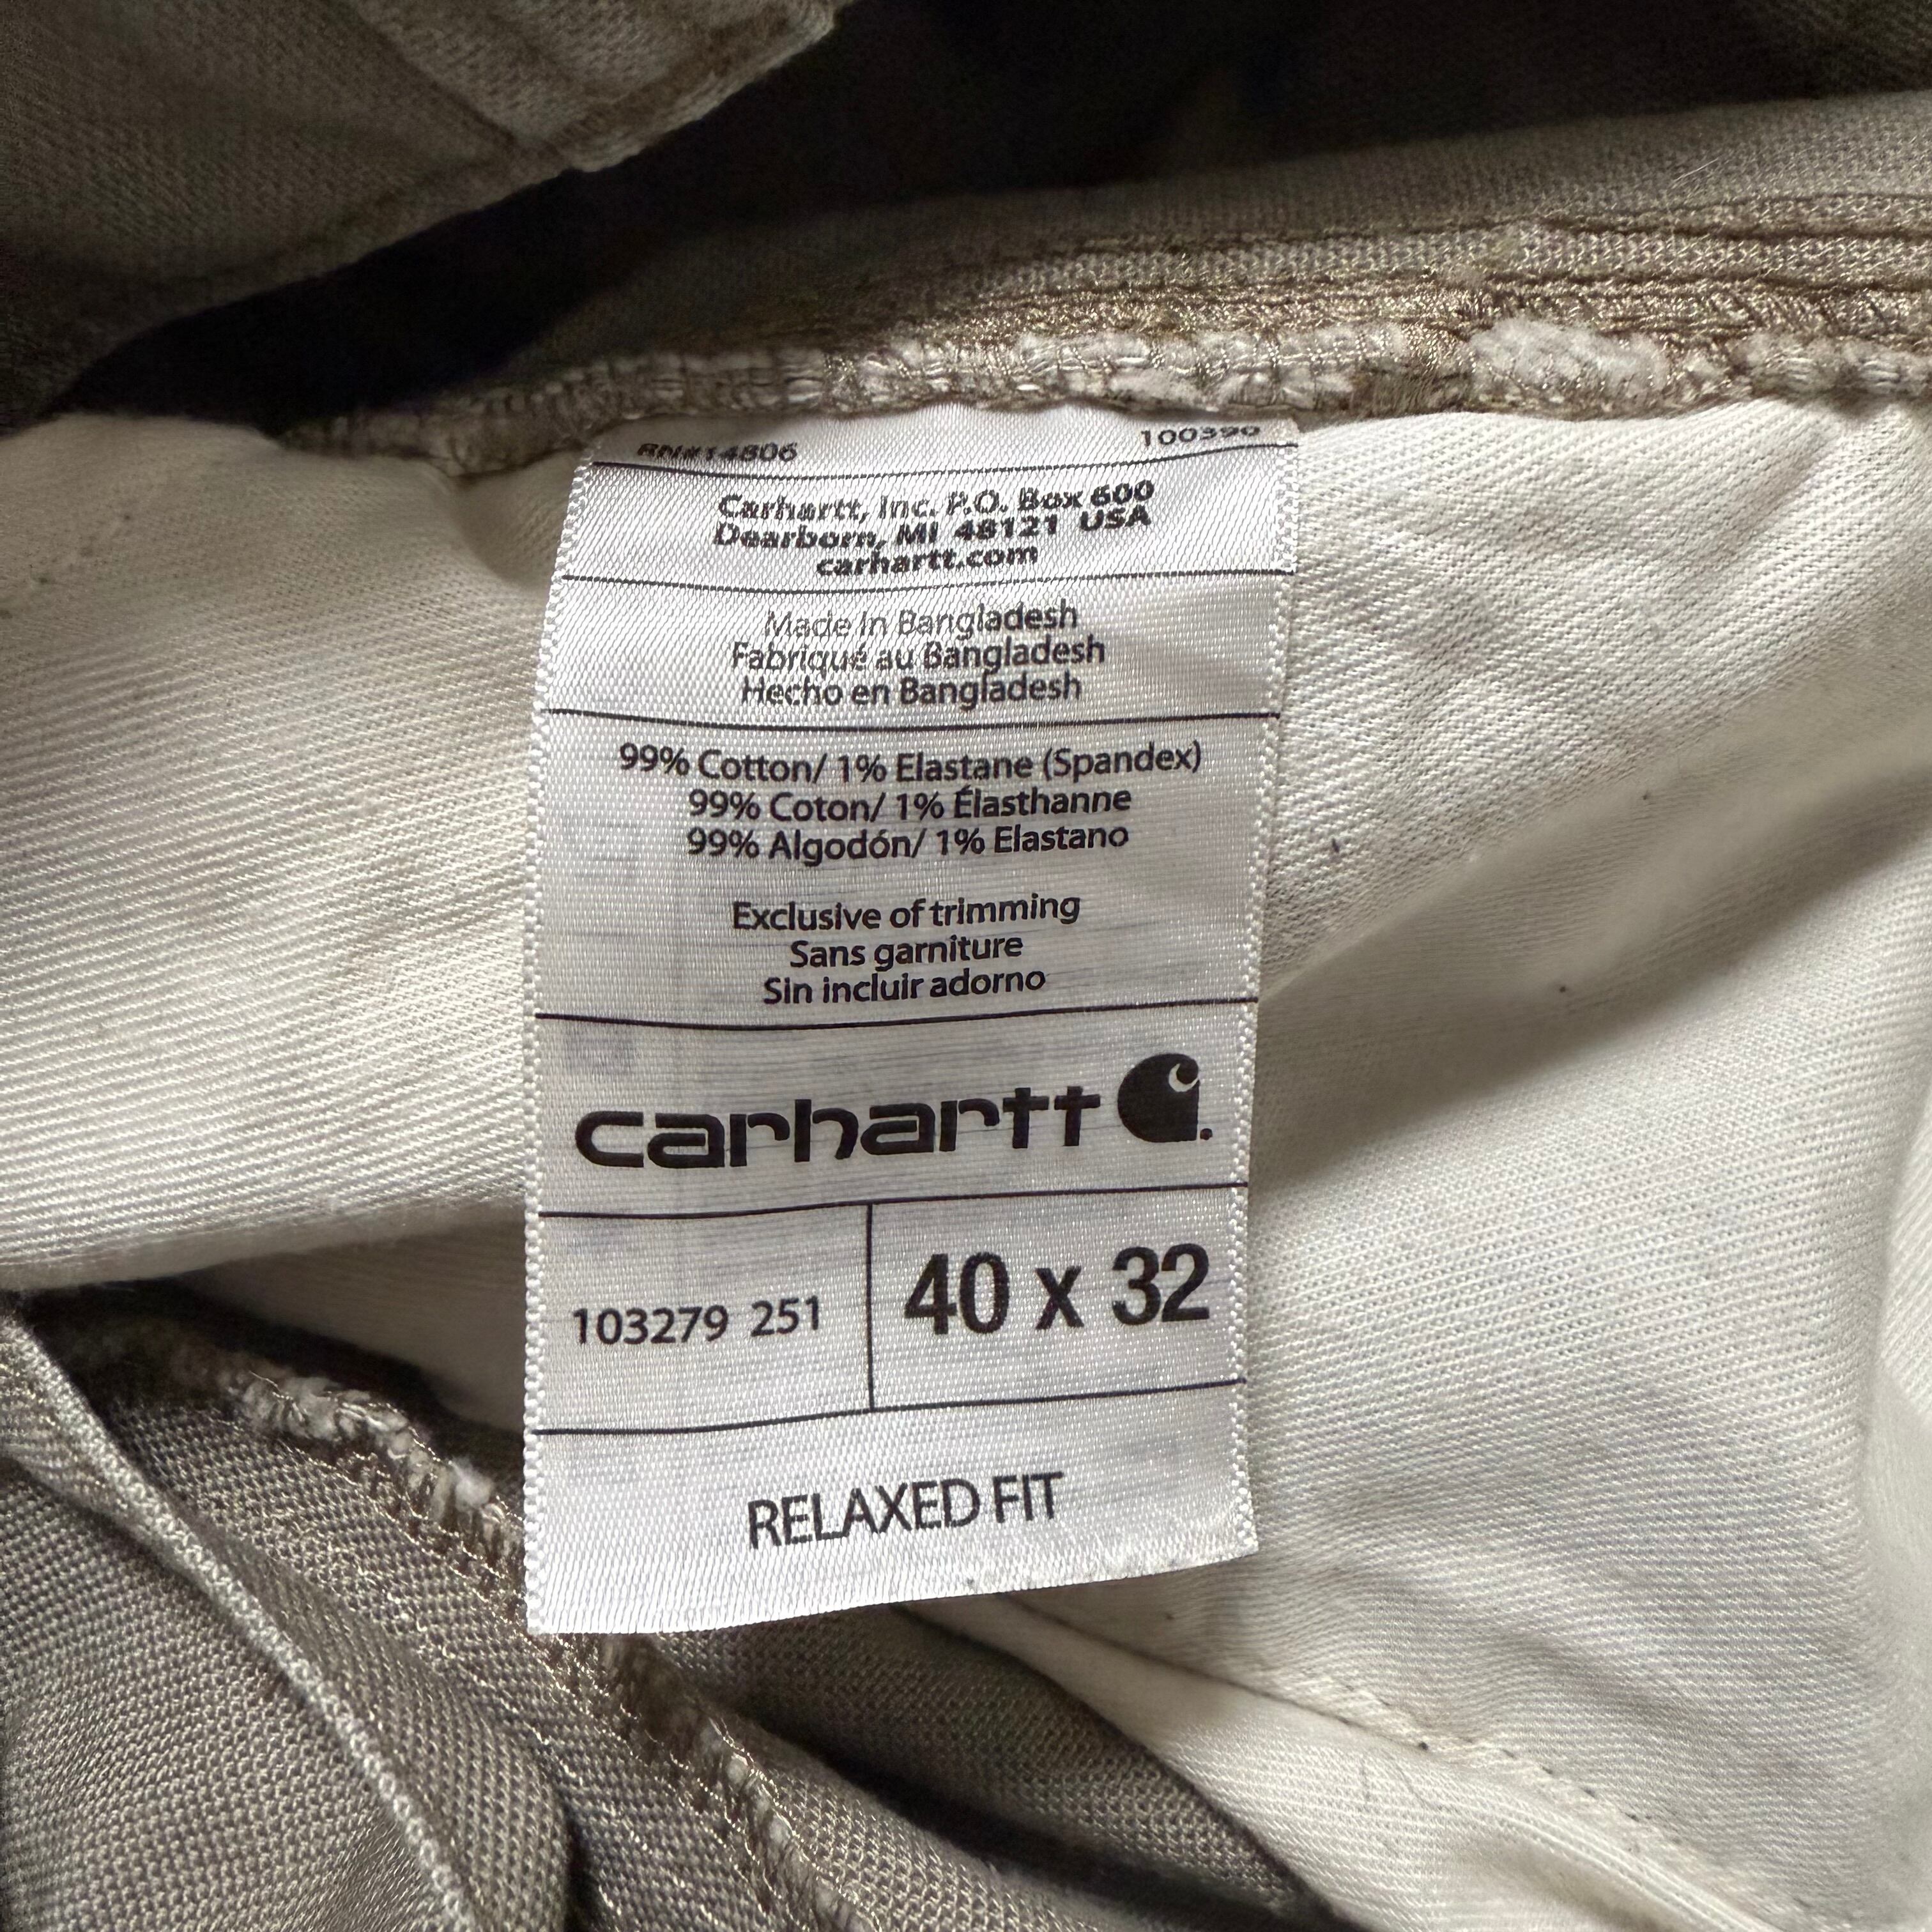 RN#14806 100390
Carhartt, Inc. P.O. Box 600
Dearborn, MI 48121 USA
carhartt.com
Made In Bangladesh
Fabriqué au Bangladesh
Hecho en Bangladesh
99% Cotton/ 1% Elastane (Spandex)
99% Coton/ 1% Élasthanne
99% Algodón/ 1% Elastano
Exclusive of trimming
Sans garniture
Sin incluir adorno
carhartt
103279 251 40 x 32
RELAXED FIT